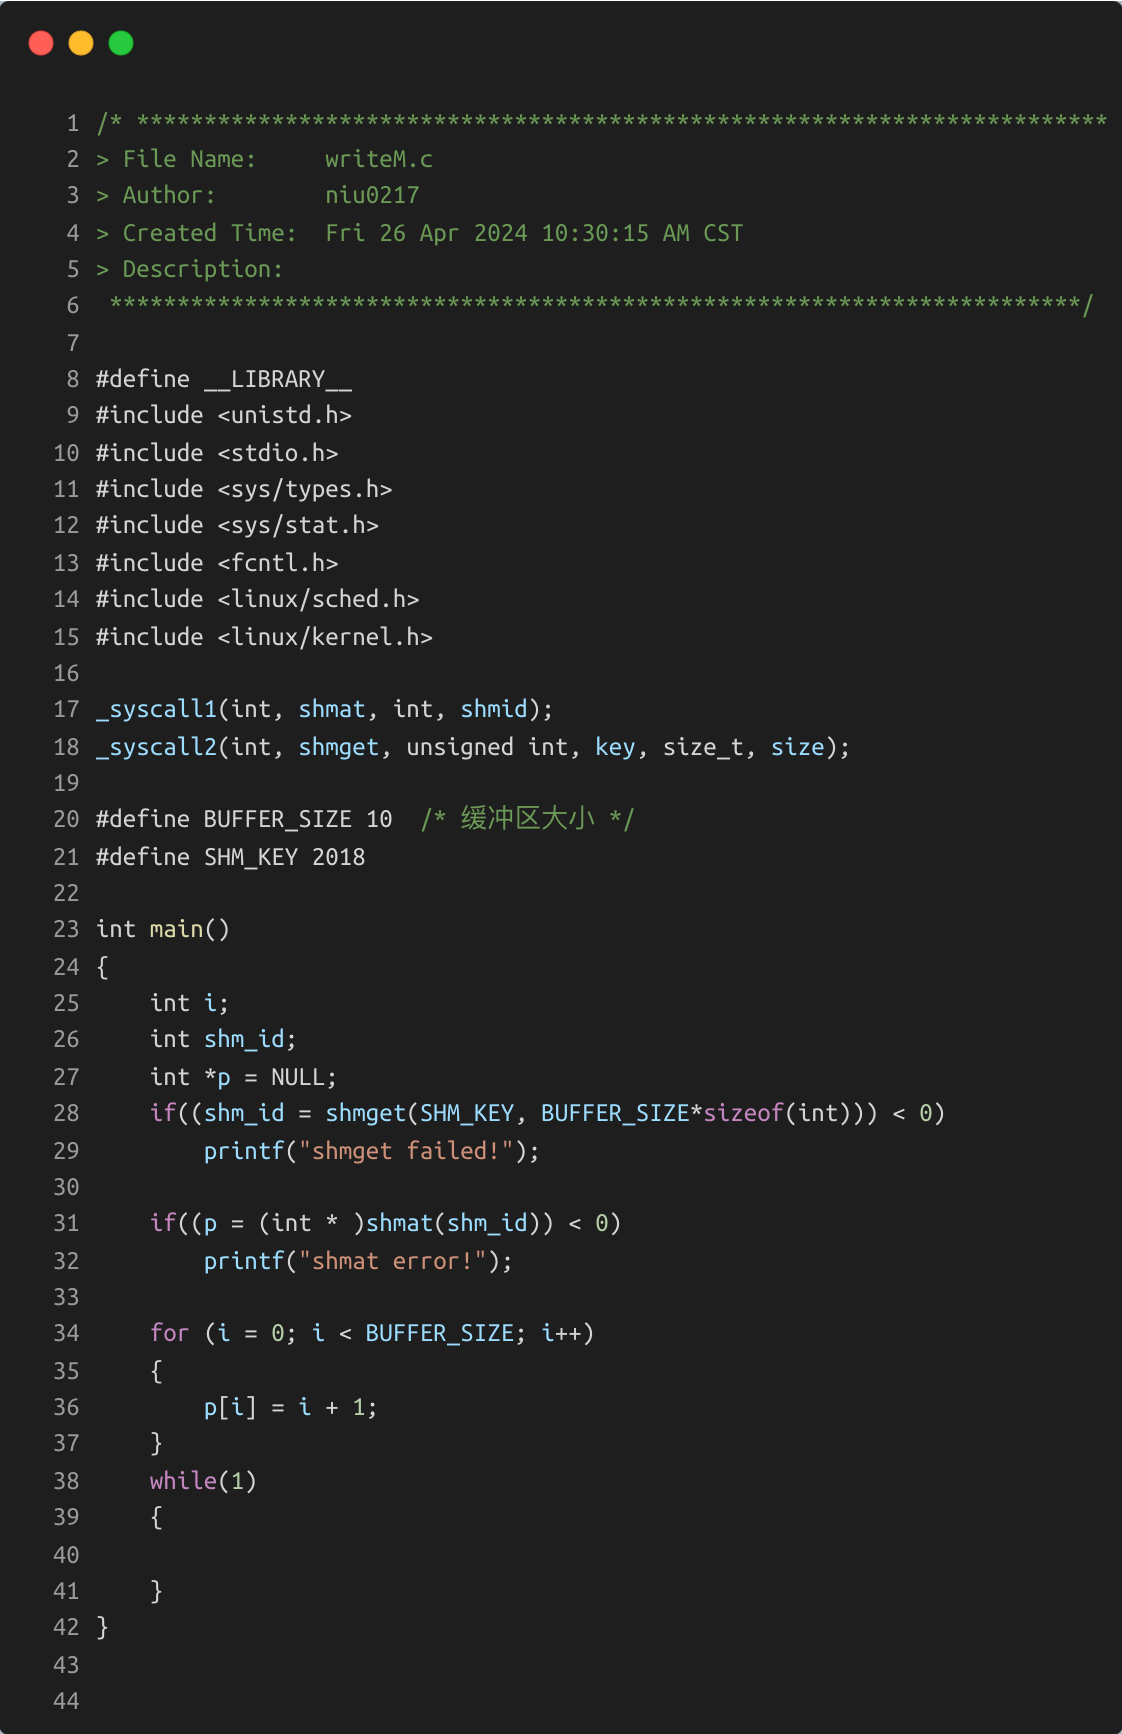 1 /* ************************************************************************
2 > File Name:     writeM.c
3 > Author:        niu0217
4 > Created Time:  Fri 26 Apr 2024 10:30:15 AM CST
5 > Description:
6  ************************************************************************/
7
8 #define __LIBRARY__
9 #include <unistd.h>
10 #include <stdio.h>
11 #include <sys/types.h>
12 #include <sys/stat.h>
13 #include <fcntl.h>
14 #include <linux/sched.h>
15 #include <linux/kernel.h>
16
17 _syscall1(int, shmat, int, shmid);
18 _syscall2(int, shmget, unsigned int, key, size_t, size);
19
20 #define BUFFER_SIZE 10  /* 缓冲区大小 */
21 #define SHM_KEY 2018
22
23 int main()
24 {
25     int i;
26     int shm_id;
27     int *p = NULL;
28     if((shm_id = shmget(SHM_KEY, BUFFER_SIZE*sizeof(int))) < 0)
29         printf("shmget failed!");
30
31     if((p = (int * )shmat(shm_id)) < 0)
32         printf("shmat error!");
33
34     for (i = 0; i < BUFFER_SIZE; i++)
35     {
36         p[i] = i + 1;
37     }
38     while(1)
39     {
40
41     }
42 }
43
44